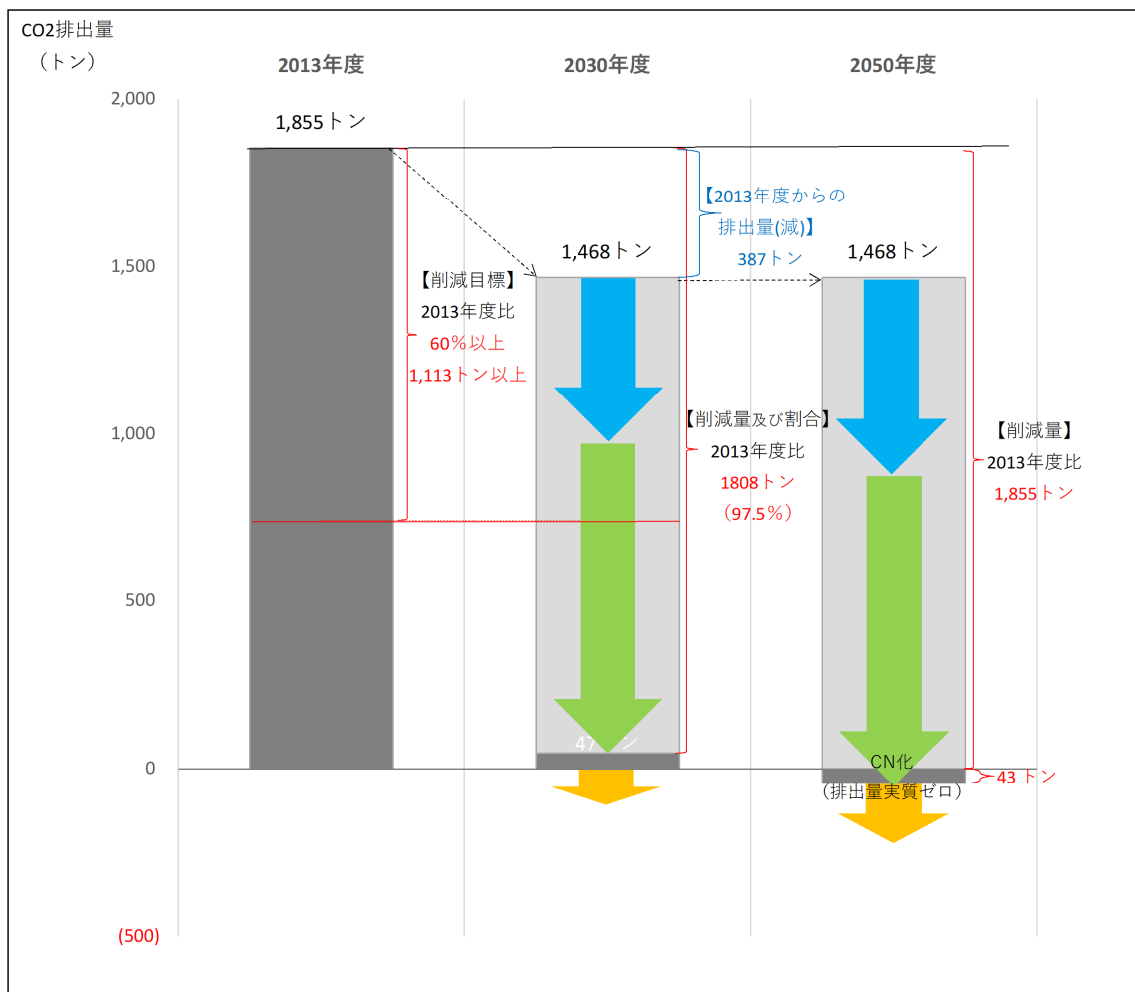 CO2排出量
（トン）
2013年度
2030年度
2050年度
2,000
1,500
1,000
500
0
(500)
1,855トン
【削減目標】
2013年度比
60%以上
1,113トン以上
1,468トン
【2013年度からの
排出量(減)】
387トン
【削減量及び割合】
2013年度比
1808トン
（97.5%）
47トン
1,468トン
【削減量】
2013年度比
1,855トン
CN化
（排出量実質ゼロ）
43トン